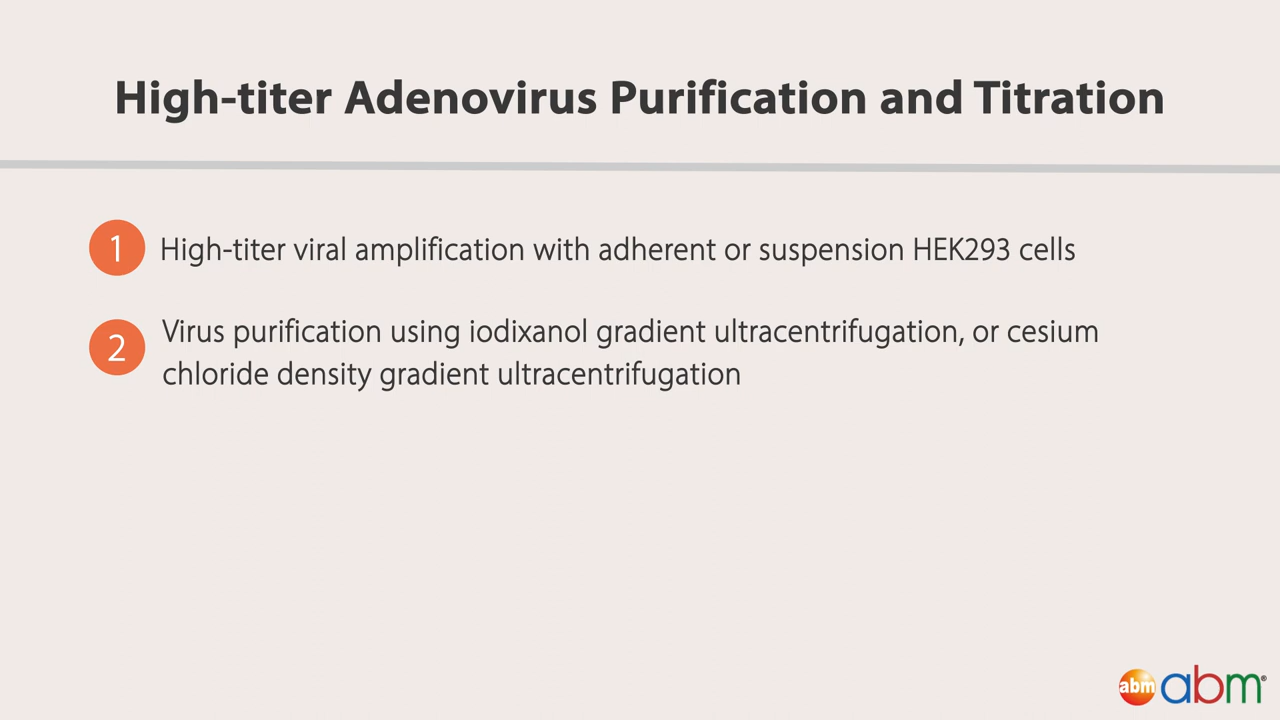 High-titer Adenovirus Purification and Titration
1 High-titer viral amplification with adherent or suspension HEK293 cells
2 Virus purification using iodixanol gradient ultracentrifugation, or cesium
chloride density gradient ultracentrifugation
abm abm®